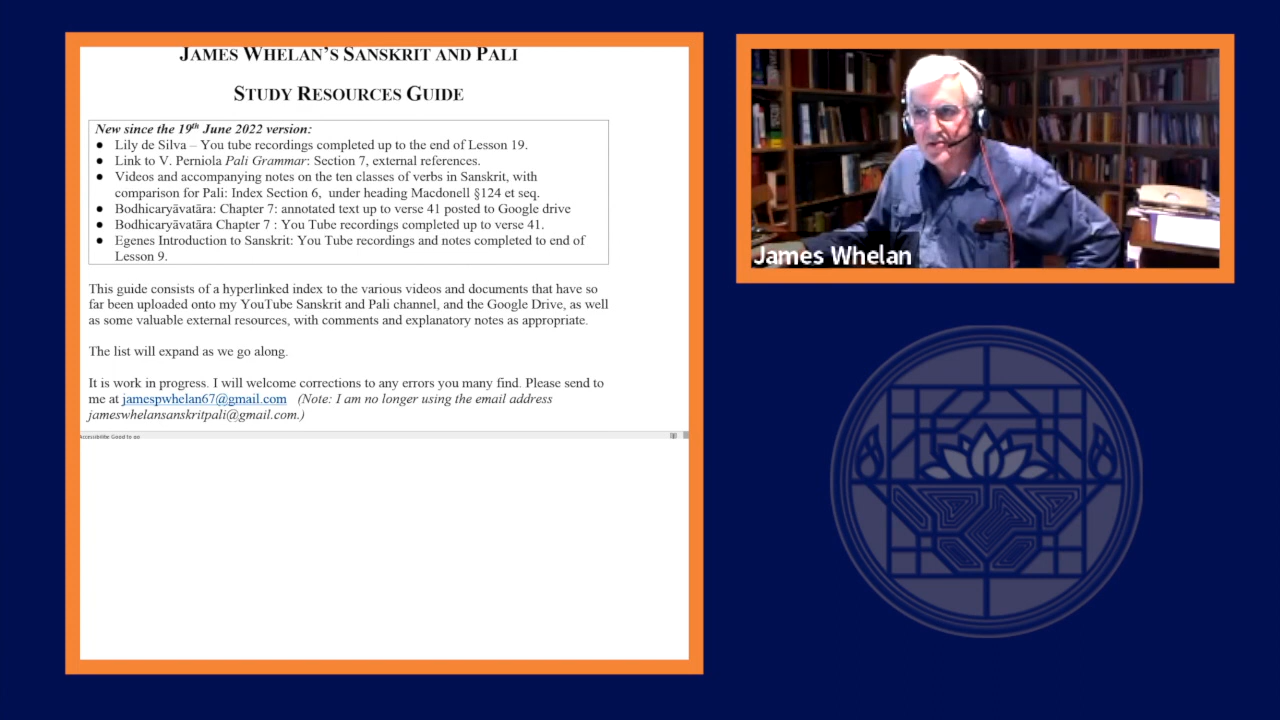 JAMES WHELAN'S SANSKRIT AND PALI
STUDY RESOURCES GUIDE
New since the 19th June 2022 version:
● Lily de Silva – You tube recordings completed up to the end of Lesson 19.
● Link to V. Perniola Pali Grammar: Section 7, external references.
● Videos and accompanying notes on the ten classes of verbs in Sanskrit, with
comparison for Pali: Index Section 6, under heading Macdonell §124 et seq.
● Bodhicaryāvatāra: Chapter 7: annotated text up to verse 41 posted to Google drive
● Bodhicaryāvatāra Chapter 7 : You Tube recordings completed up to verse 41.
● Egenes Introduction to Sanskrit: You Tube recordings and notes completed to end of
Lesson 9.
This guide consists of a hyperlinked index to the various videos and documents that have so
far been uploaded onto my YouTube Sanskrit and Pali channel, and the Google Drive, as well
as some valuable external resources, with comments and explanatory notes as appropriate.
The list will expand as we go along.
It is work in progress. I will welcome corrections to any errors you many find. Please send to
me at jamespwhelan67@gmail.com (Note: I am no longer using the email address
jameswhelansanskritpali@gmail.com.)
Accessibility: Good to go
James Whelan